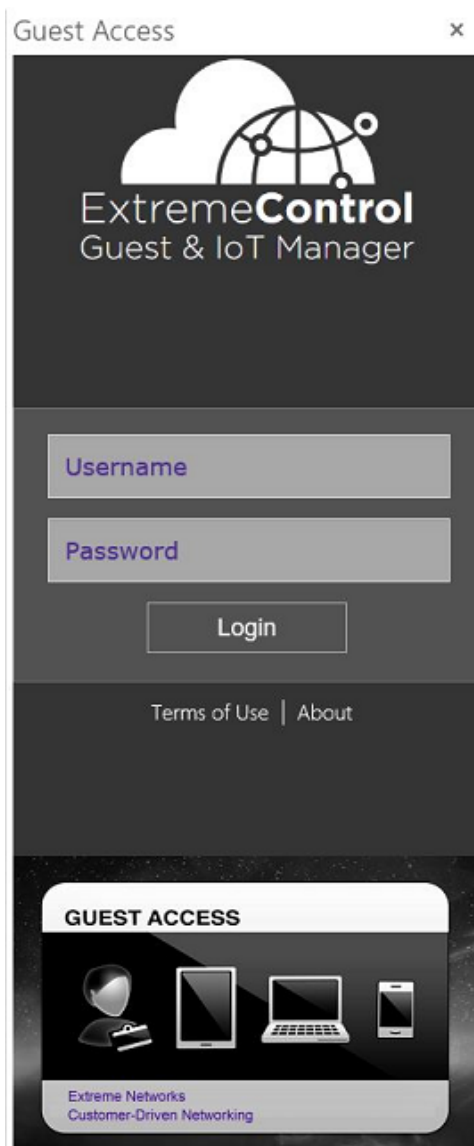 Guest Access
ExtremeControl
Guest & IoT Manager
Username
Password
Login
Terms of Use | About
GUEST ACCESS
Extreme Networks
Customer-Driven Networking